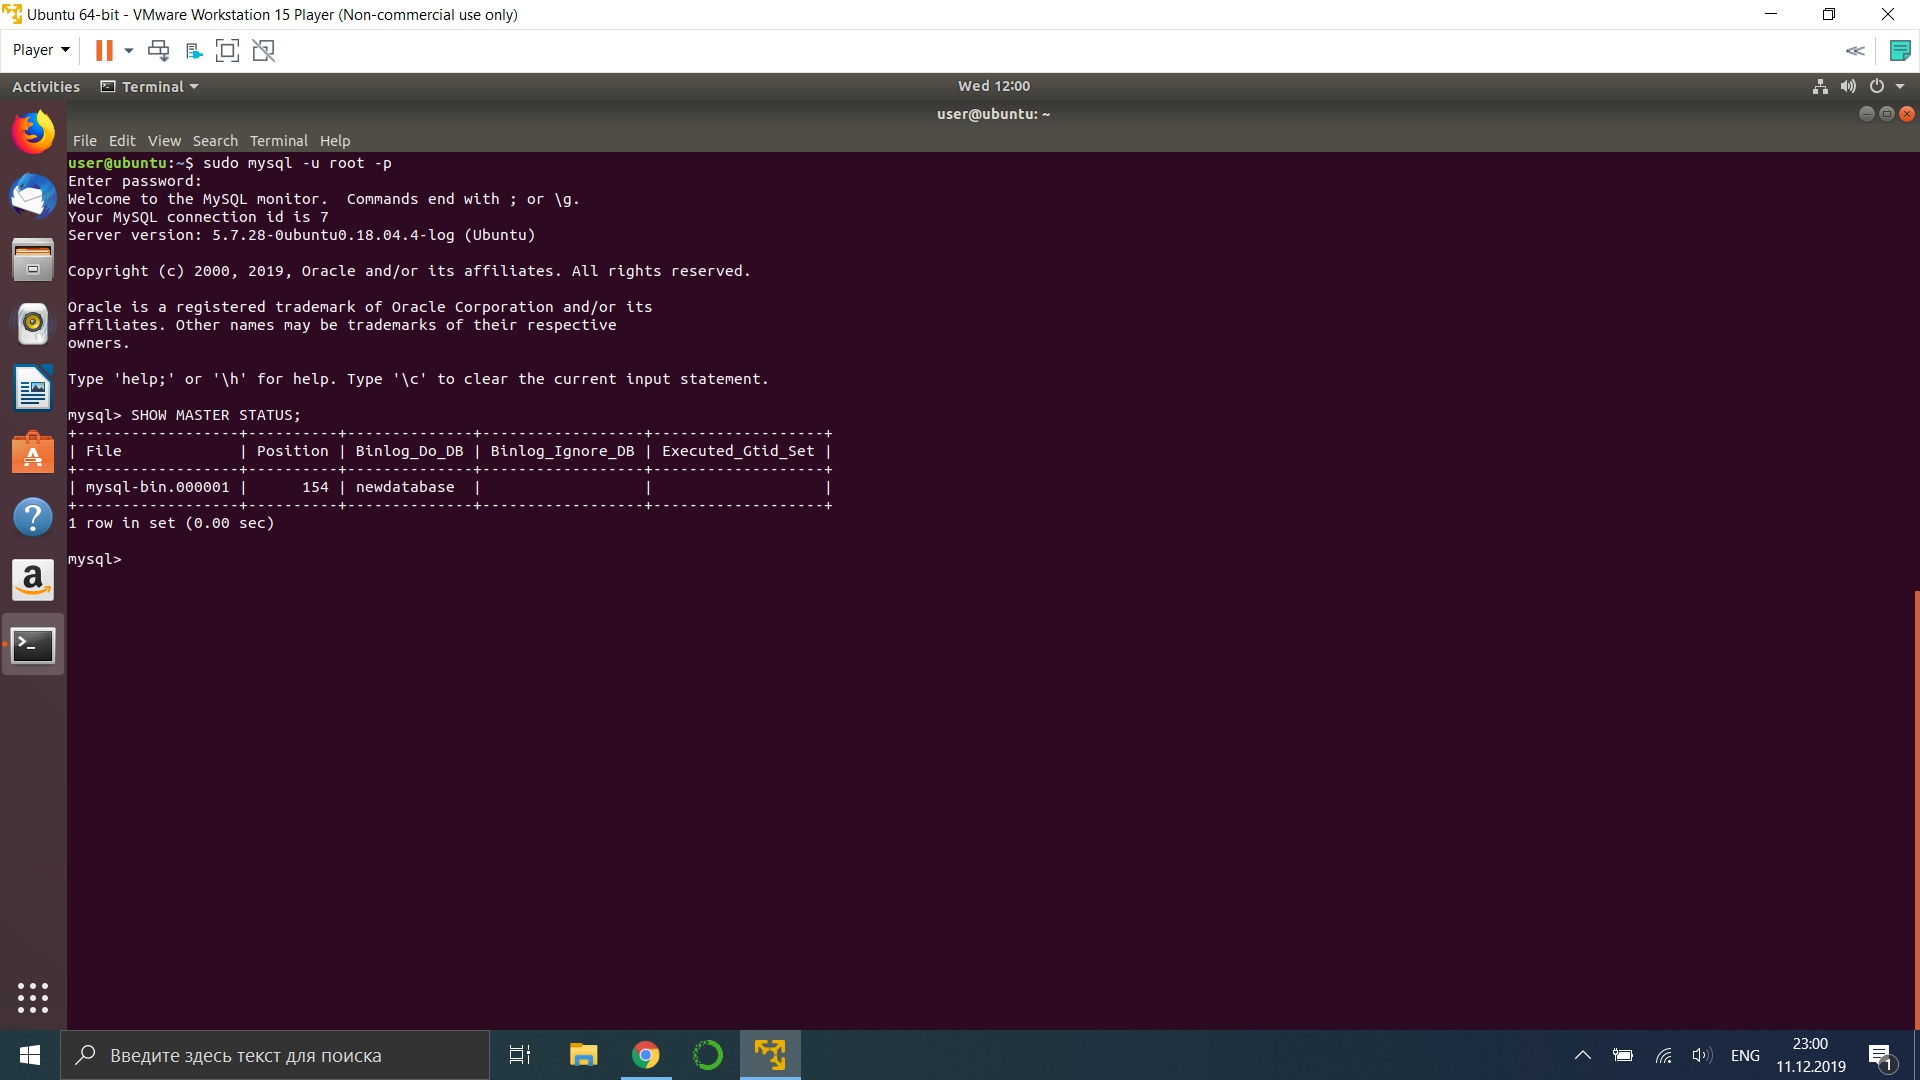 Ubuntu 64-bit - VMware Workstation 15 Player (Non-commercial use only)
Player
Activities Terminal Wed 12:00
user@ubuntu: ~
File Edit View Search Terminal Help
user@ubuntu:~$ sudo mysql -u root -p
Enter password:
Welcome to the MySQL monitor.  Commands end with ; or \g.
Your MySQL connection id is 7
Server version: 5.7.28-0ubuntu0.18.04.4-log (Ubuntu)
Copyright (c) 2000, 2019, Oracle and/or its affiliates. All rights reserved.
Oracle is a registered trademark of Oracle Corporation and/or its
affiliates. Other names may be trademarks of their respective
owners.
Type 'help;' or '\h' for help. Type '\c' to clear the current input statement.
mysql> SHOW MASTER STATUS;
+------------------+----------+--------------+------------------+-------------------+
| File             | Position | Binlog_Do_DB | Binlog_Ignore_DB | Executed_Gtid_Set |
+------------------+----------+--------------+------------------+-------------------+
| mysql-bin.000001 |      154 | newdatabase  |                  |                   |
+------------------+----------+--------------+------------------+-------------------+
1 row in set (0.00 sec)
mysql>
Введите здесь текст для поиска
ENG
23:00
11.12.2019
1